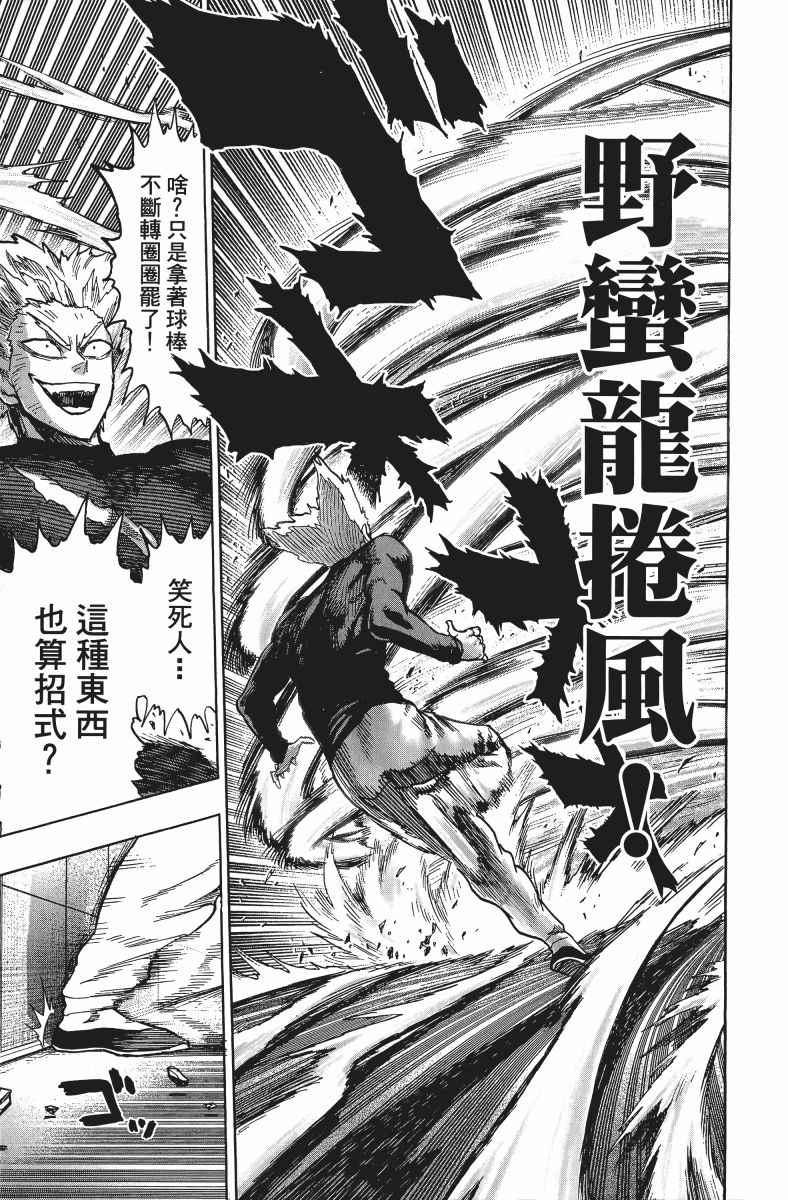 野蠻龍捲風！
啥？只是拿著球棒
不斷轉圈圈罷了！
笑死人…
這種東西
也算招式？
ゴッ